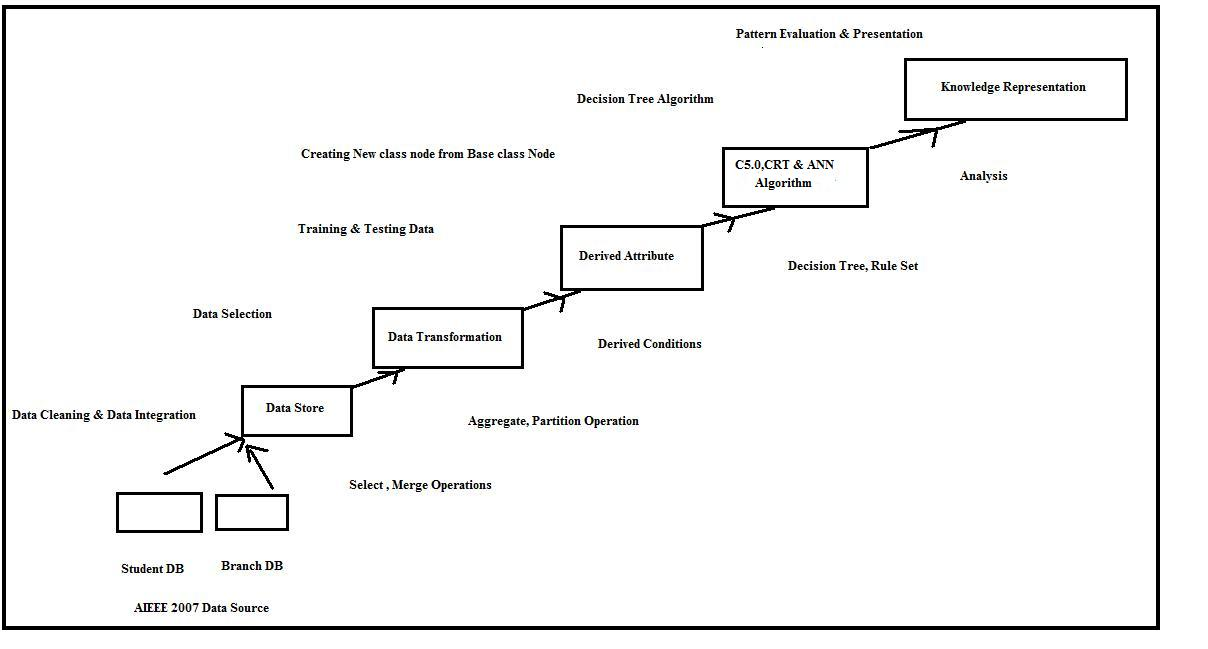 Pattern Evaluation & Presentation
Knowledge Representation
Decision Tree Algorithm
Creating New class node from Base class Node
C5.0,CRT & ANN
Algorithm
Analysis
Training & Testing Data
Derived Attribute
Decision Tree, Rule Set
Data Selection
Data Transformation
Derived Conditions
Data Cleaning & Data Integration
Data Store
Aggregate, Partition Operation
Select , Merge Operations
Student DB
Branch DB
AIEEE 2007 Data Source